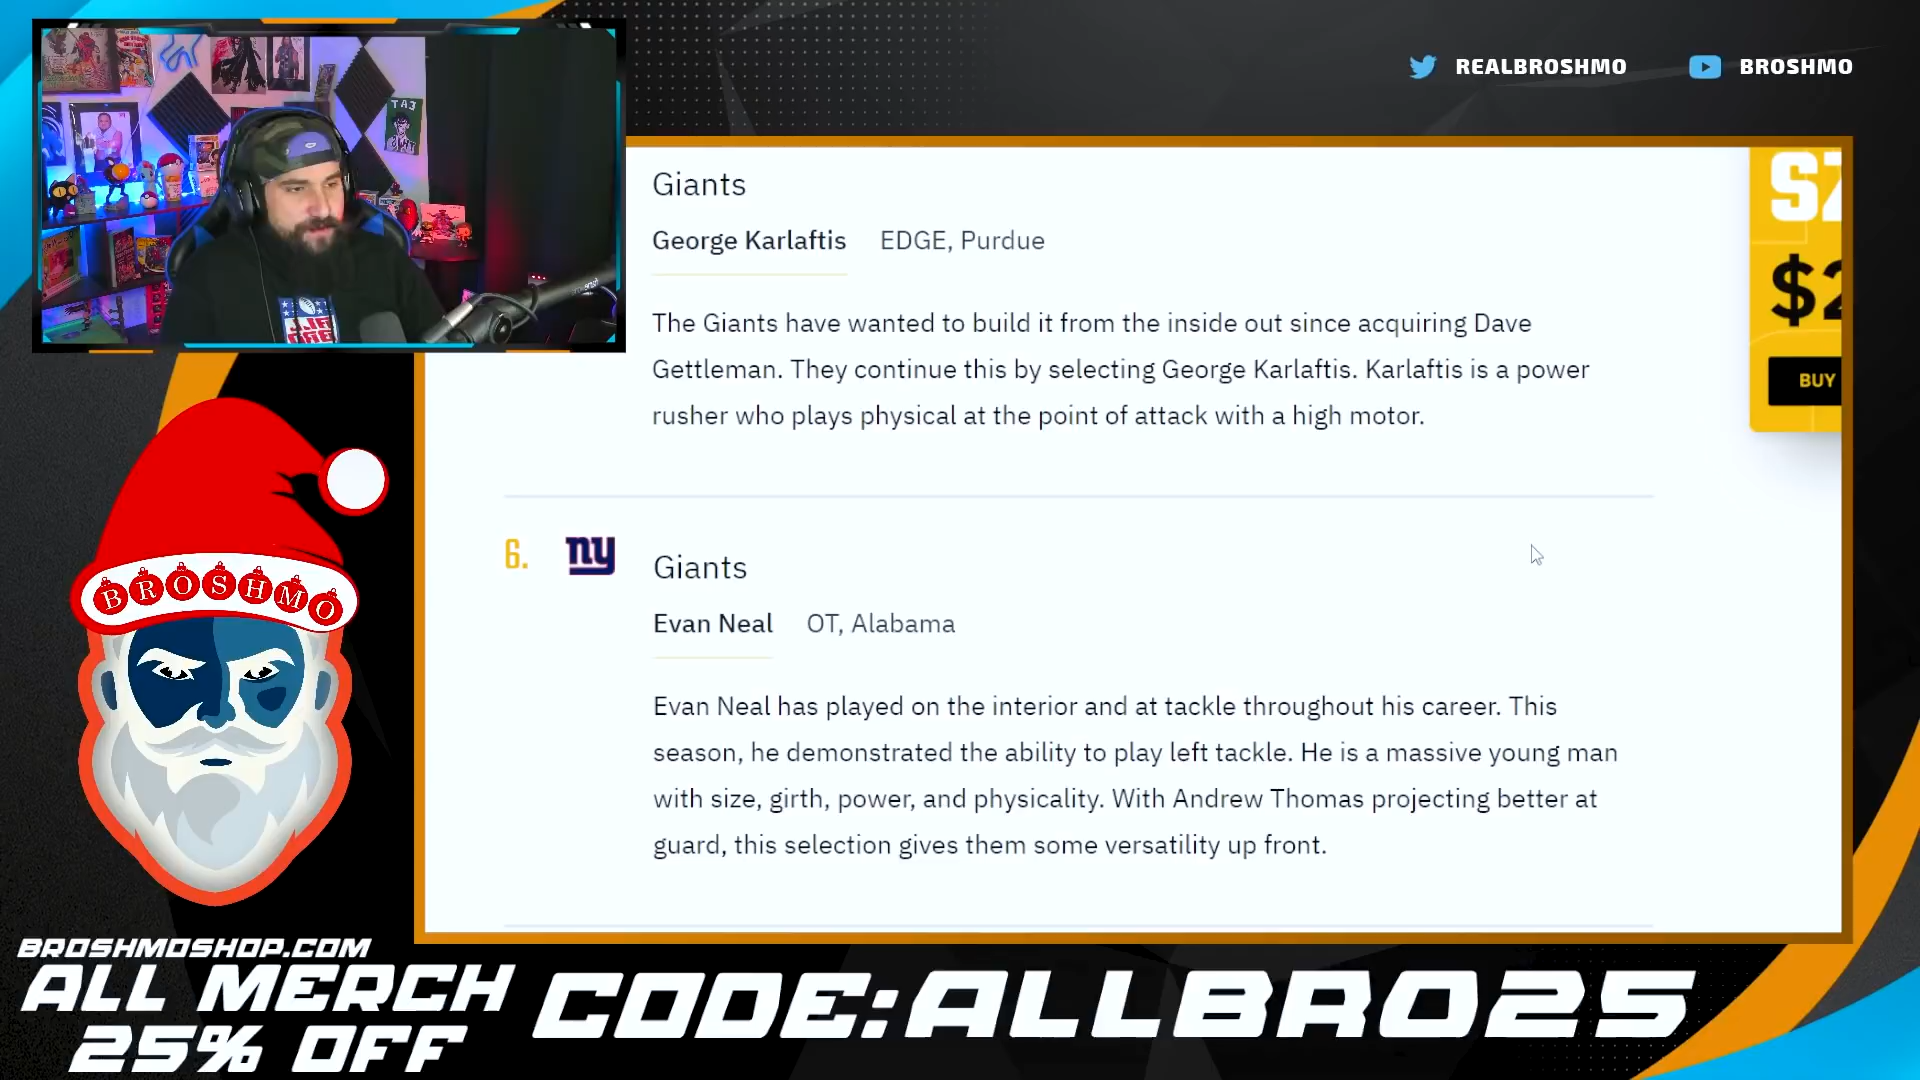 REALBROSHMO
BROSHMO
Giants
George Karlaftis EDGE, Purdue
The Giants have wanted to build it from the inside out since acquiring Dave
Gettleman. They continue this by selecting George Karlaftis. Karlaftis is a power
rusher who plays physical at the point of attack with a high motor.
BUY
6. ny Giants
Evan Neal OT, Alabama
Evan Neal has played on the interior and at tackle throughout his career. This
season, he demonstrated the ability to play left tackle. He is a massive young man
with size, girth, power, and physicality. With Andrew Thomas projecting better at
guard, this selection gives them some versatility up front.
BROSHMO
BROSHMOSHOP.COM
ALL MERCH
25% OFF
CODE:ALLBRO25